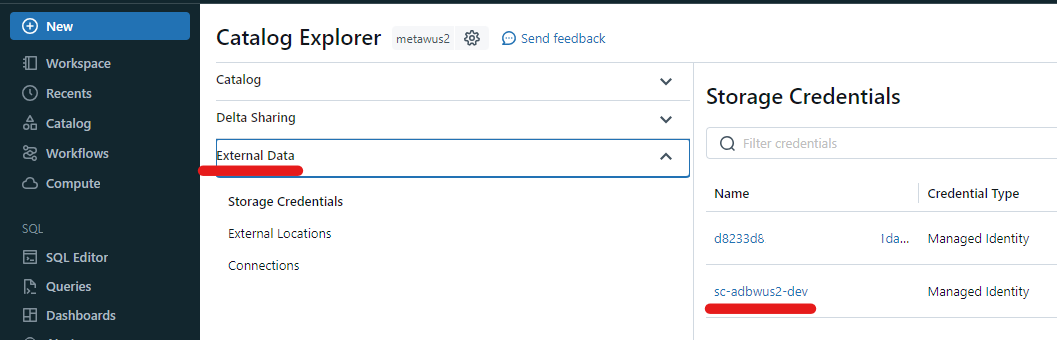 New
Workspace
Recents
Catalog
Workflows
Compute
SQL
SQL Editor
Queries
Dashboards
Catalog Explorer metawus2 Send feedback
Catalog
Delta Sharing
External Data
Storage Credentials
External Locations
Connections
Storage Credentials
Filter credentials
Name Credential Type
d8233d8 Managed Identity
sc-adbwus2-dev Managed Identity